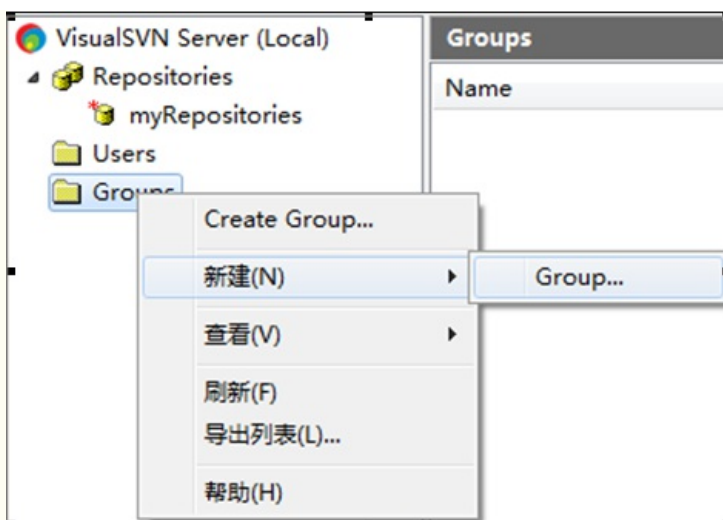 VisualSVN Server (Local)
Groups
Repositories
Name
myRepositories
Users
Groups
Create Group...
新建(N)
Group...
查看(V)
刷新(F)
导出列表(L)...
帮助(H)